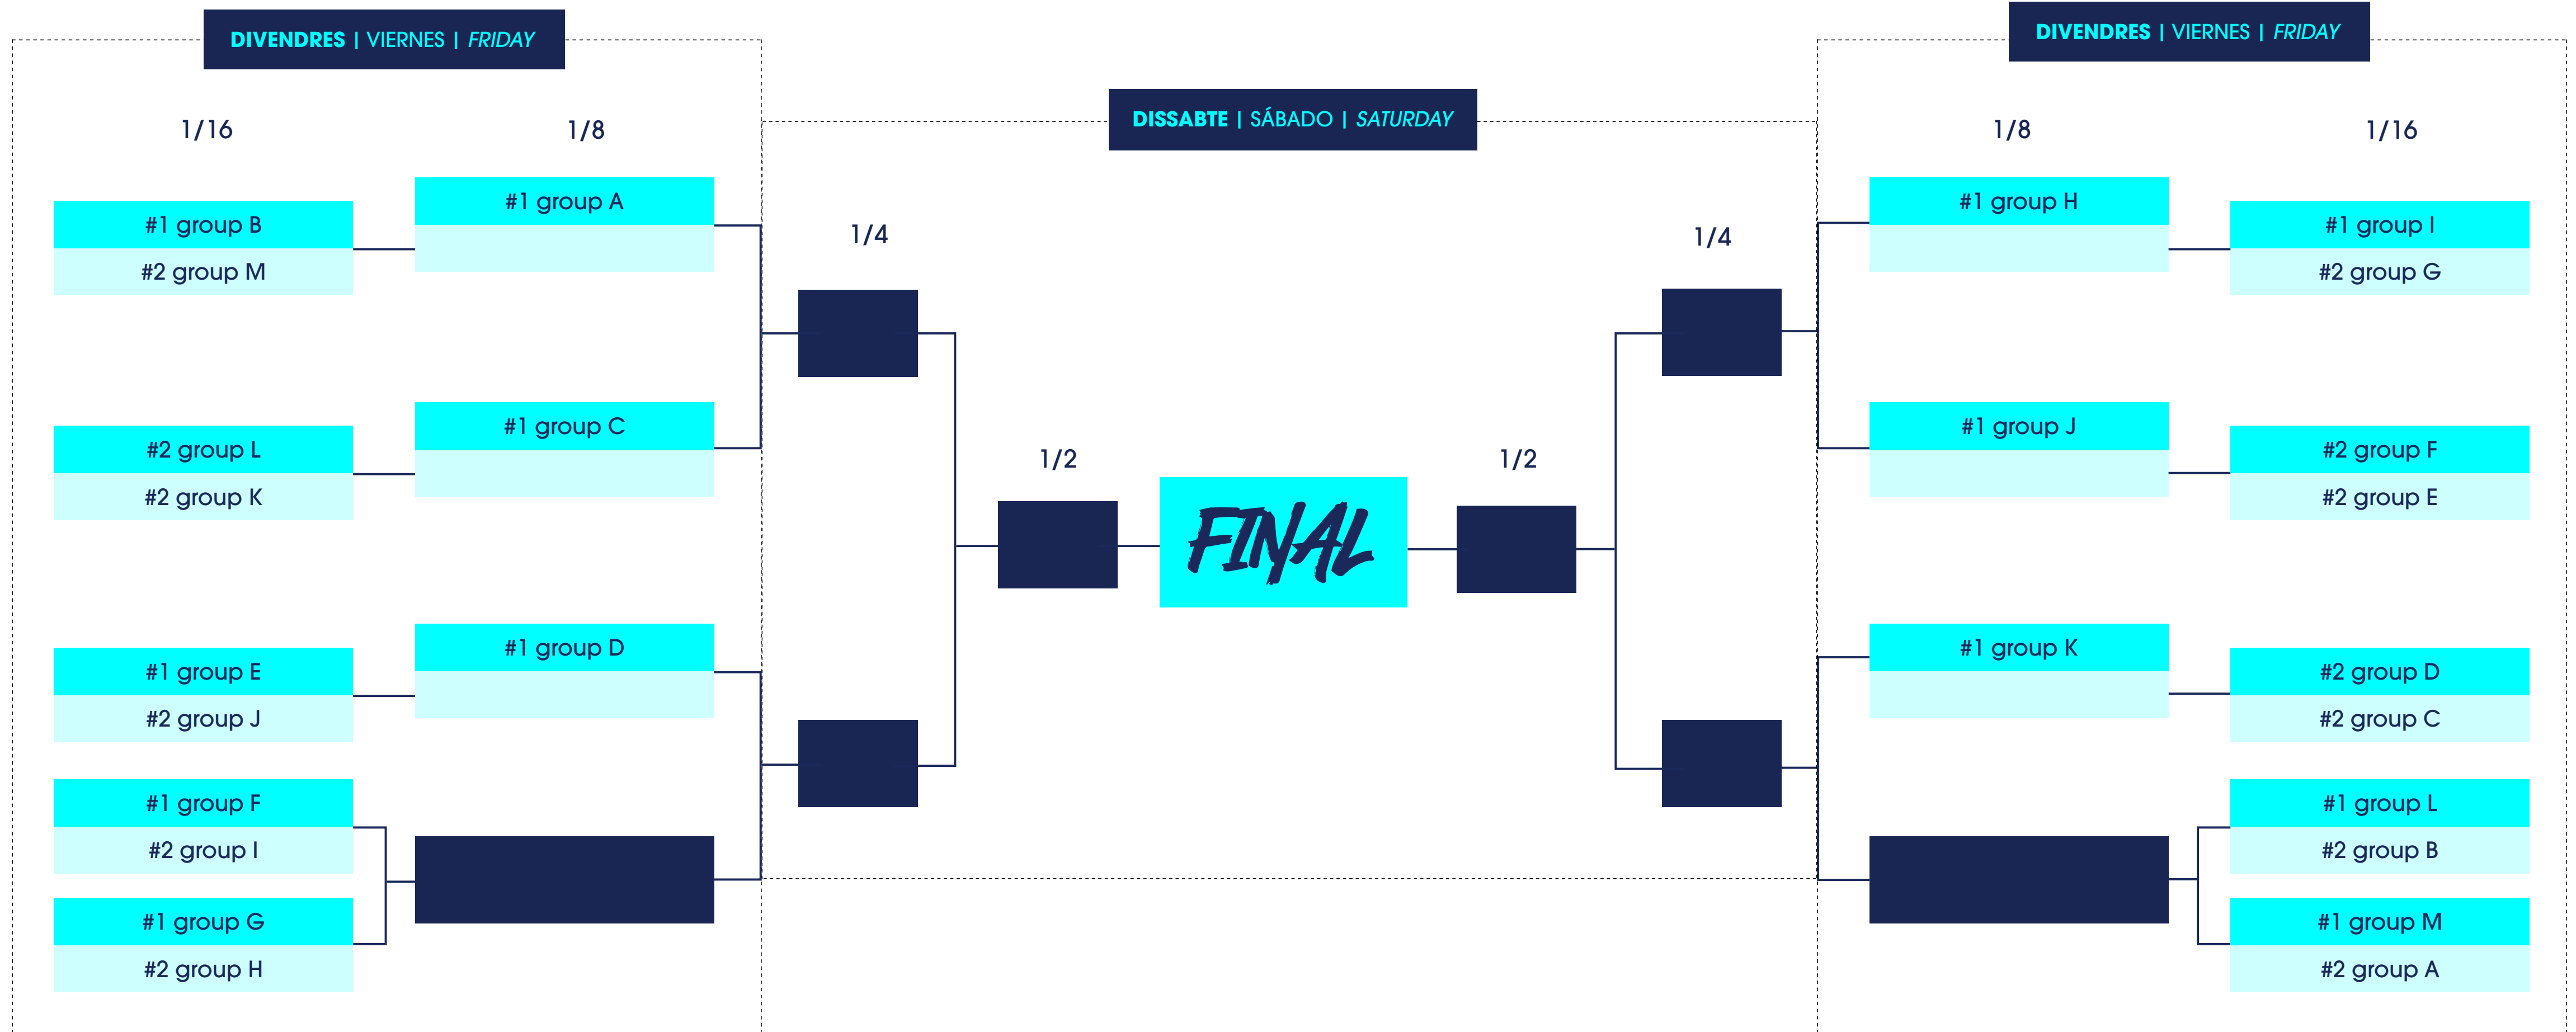 DIVENDRES | VIERNES | FRIDAY
1/16
1/8
#1 group B
#2 group M
#1 group A
#2 group L
#2 group K
#1 group C
#1 group E
#2 group J
#1 group D
#1 group F
#2 group I
#1 group G
#2 group H
DISSABTE | SÁBADO | SATURDAY
1/4
1/2
FINAL
1/2
1/4
DIVENDRES | VIERNES | FRIDAY
1/8
1/16
#1 group H
#1 group I
#2 group G
#1 group J
#2 group F
#2 group E
#1 group K
#2 group D
#2 group C
#1 group L
#2 group B
#1 group M
#2 group A